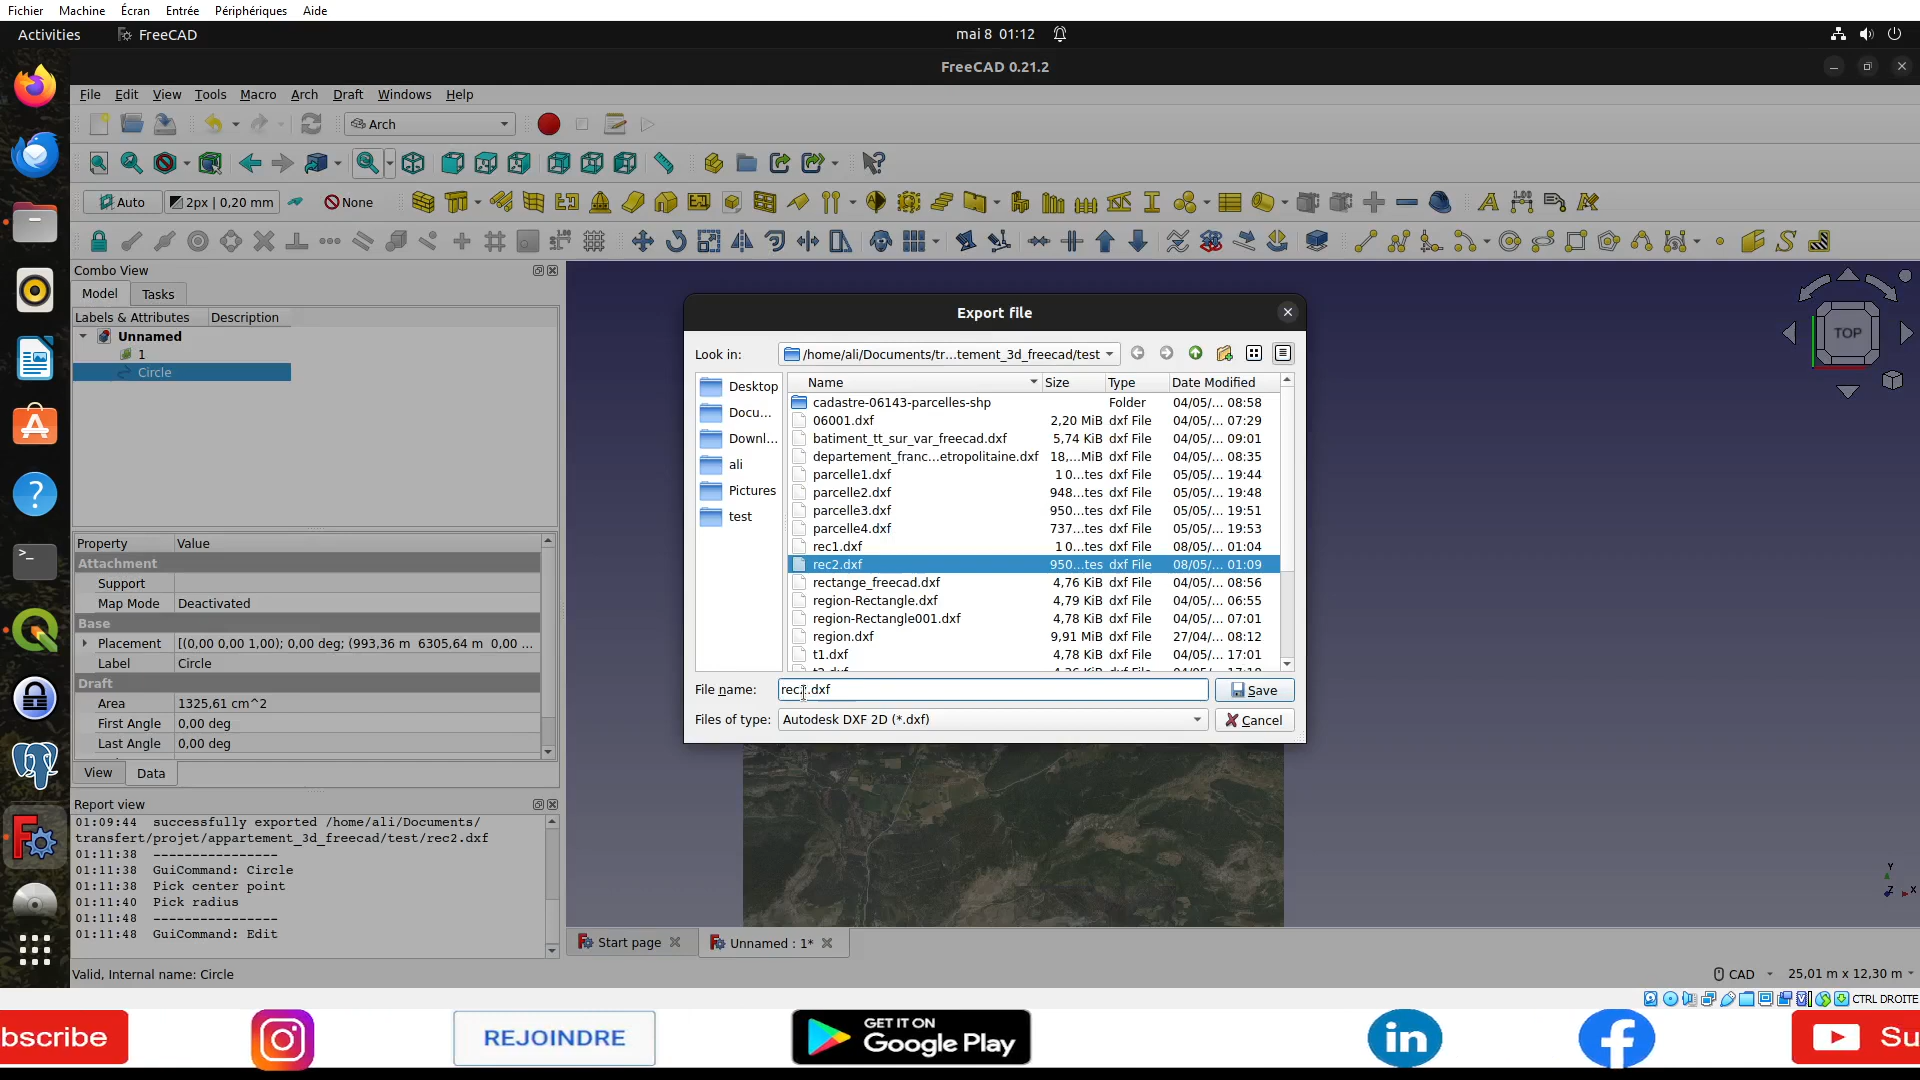 Fichier Machine Écran Entrée Périphériques Aide
Activities FreeCAD mai 8 01:12
FreeCAD 0.21.2
File Edit View Tools Macro Arch Draft Windows Help
Arch
Auto 2px | 0,20 mm None
Combo View
Model Tasks
Labels & Attributes Description
Unnamed
1
Circle
Property Value
Attachment
Support
Map Mode Deactivated
Base
Placement [(0,00 0,00 1,00); 0,00 deg; (993,36 m 6305,64 m 0,00 ...
Label Circle
Draft
Area 1325,61 cm^2
First Angle 0,00 deg
Last Angle 0,00 deg
View Data
Report view
01:09:44 successfully exported /home/ali/Documents/
transfert/projet/appartement_3d_freecad/test/rec2.dxf
01:11:38 ----------------
01:11:38 GuiCommand: Circle
01:11:38 Pick center point
01:11:40 Pick radius
01:11:48 ----------------
01:11:48 GuiCommand: Edit
Export file
Look in: /home/ali/Documents/tr...tement_3d_freecad/test
Desktop
Docu...
Downl...
ali
Pictures
test
Name Size Type Date Modified
cadastre-06143-parcelles-shp Folder 04/05/... 08:58
06001.dxf 2,20 MiB dxf File 04/05/... 07:29
batiment_tt_sur_var_freecad.dxf 5,74 KiB dxf File 04/05/... 09:01
departement_franc...etropolitaine.dxf 18,...MiB dxf File 04/05/... 08:35
parcelle1.dxf 1 0...tes dxf File 05/05/... 19:44
parcelle2.dxf 948...tes dxf File 05/05/... 19:48
parcelle3.dxf 950...tes dxf File 05/05/... 19:51
parcelle4.dxf 737...tes dxf File 05/05/... 19:53
rec1.dxf 1 0...tes dxf File 08/05/... 01:04
rec2.dxf 950...tes dxf File 08/05/... 01:09
rectange_freecad.dxf 4,76 KiB dxf File 04/05/... 08:56
region-Rectangle.dxf 4,79 KiB dxf File 04/05/... 06:55
region-Rectangle001.dxf 4,78 KiB dxf File 04/05/... 07:01
region.dxf 9,91 MiB dxf File 27/04/... 08:12
t1.dxf 4,78 KiB dxf File 04/05/... 17:01
File name: rec2.dxf Save
Files of type: Autodesk DXF 2D (*.dxf) Cancel
TOP
Y
Z X
Start page Unnamed : 1*
Valid, Internal name: Circle CAD 25,01 m x 12,30 m
CTRL DROITE
bscribe REJOINDRE GET IT ON Google Play in f Su